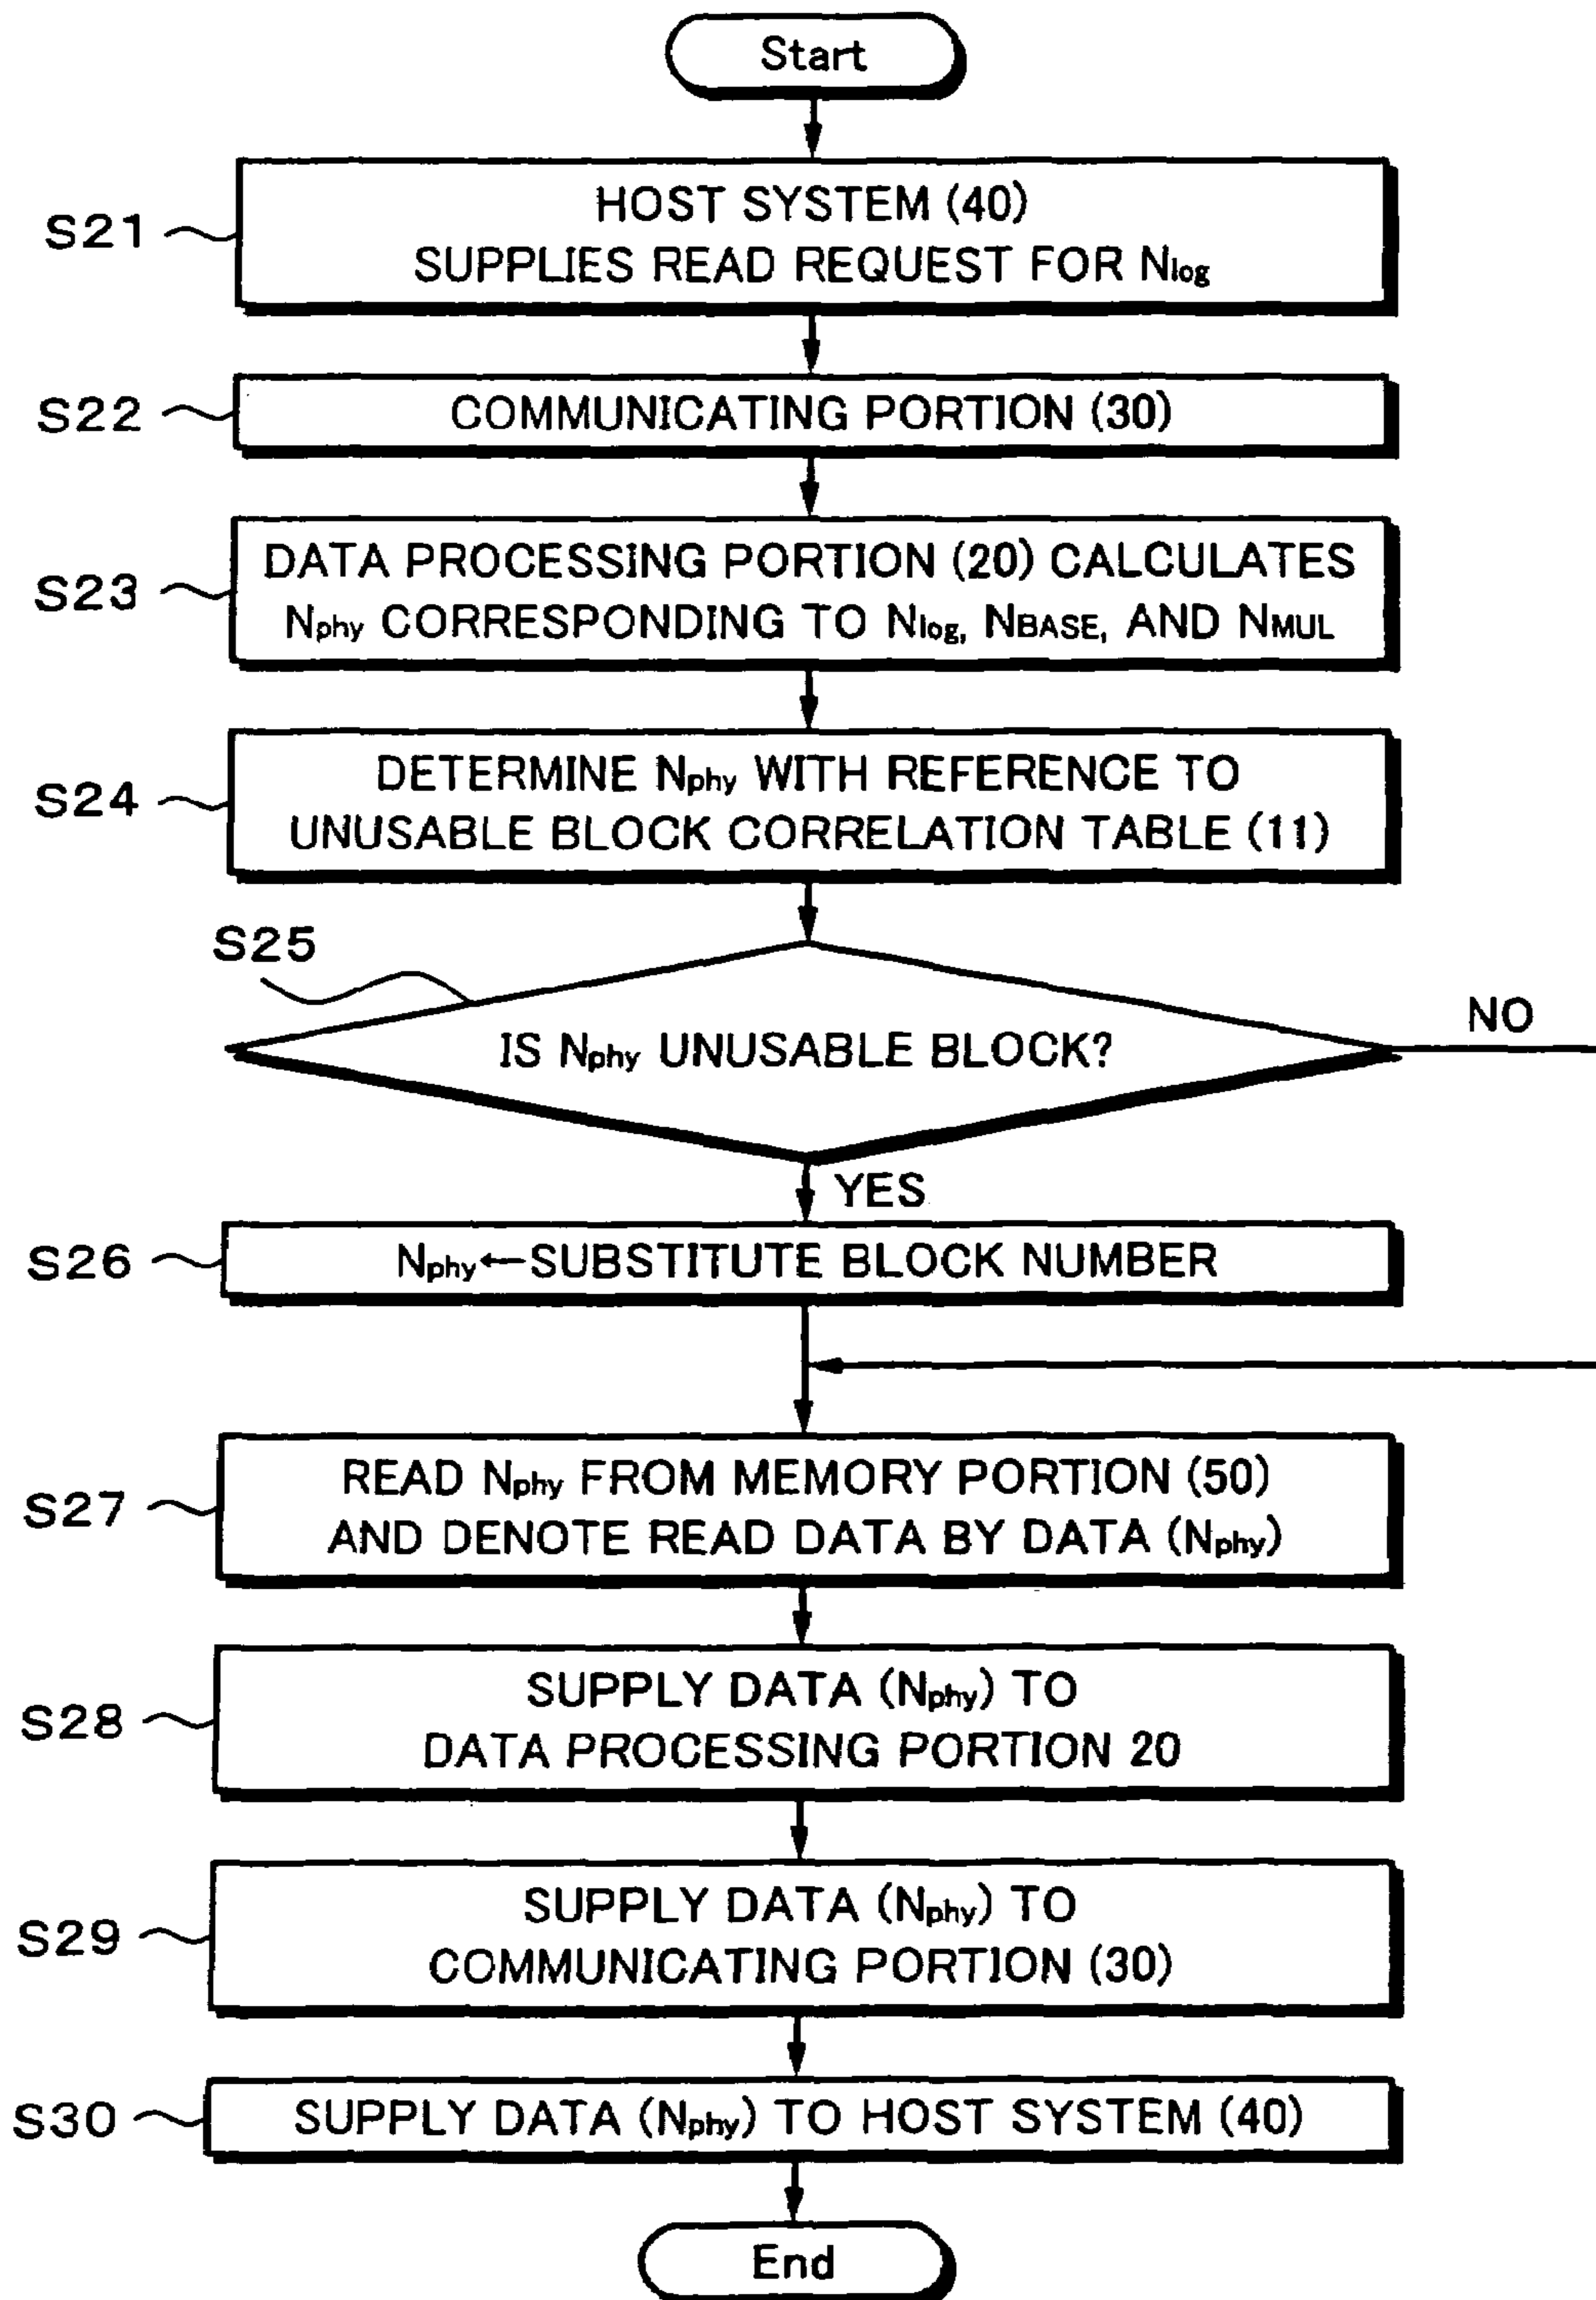 Start
S21
HOST SYSTEM (40)
SUPPLIES READ REQUEST FOR Nlog
S22
COMMUNICATING PORTION (30)
S23
DATA PROCESSING PORTION (20) CALCULATES
Nphy CORRESPONDING TO Nlog, NBASE, AND NMUL
S24
DETERMINE Nphy WITH REFERENCE TO
UNUSABLE BLOCK CORRELATION TABLE (11)
S25
IS Nphy UNUSABLE BLOCK?
NO
YES
S26
Nphy←SUBSTITUTE BLOCK NUMBER
S27
READ Nphy FROM MEMORY PORTION (50)
AND DENOTE READ DATA BY DATA (Nphy)
S28
SUPPLY DATA (Nphy) TO
DATA PROCESSING PORTION 20
S29
SUPPLY DATA (Nphy) TO
COMMUNICATING PORTION (30)
S30
SUPPLY DATA (Nphy) TO HOST SYSTEM (40)
End